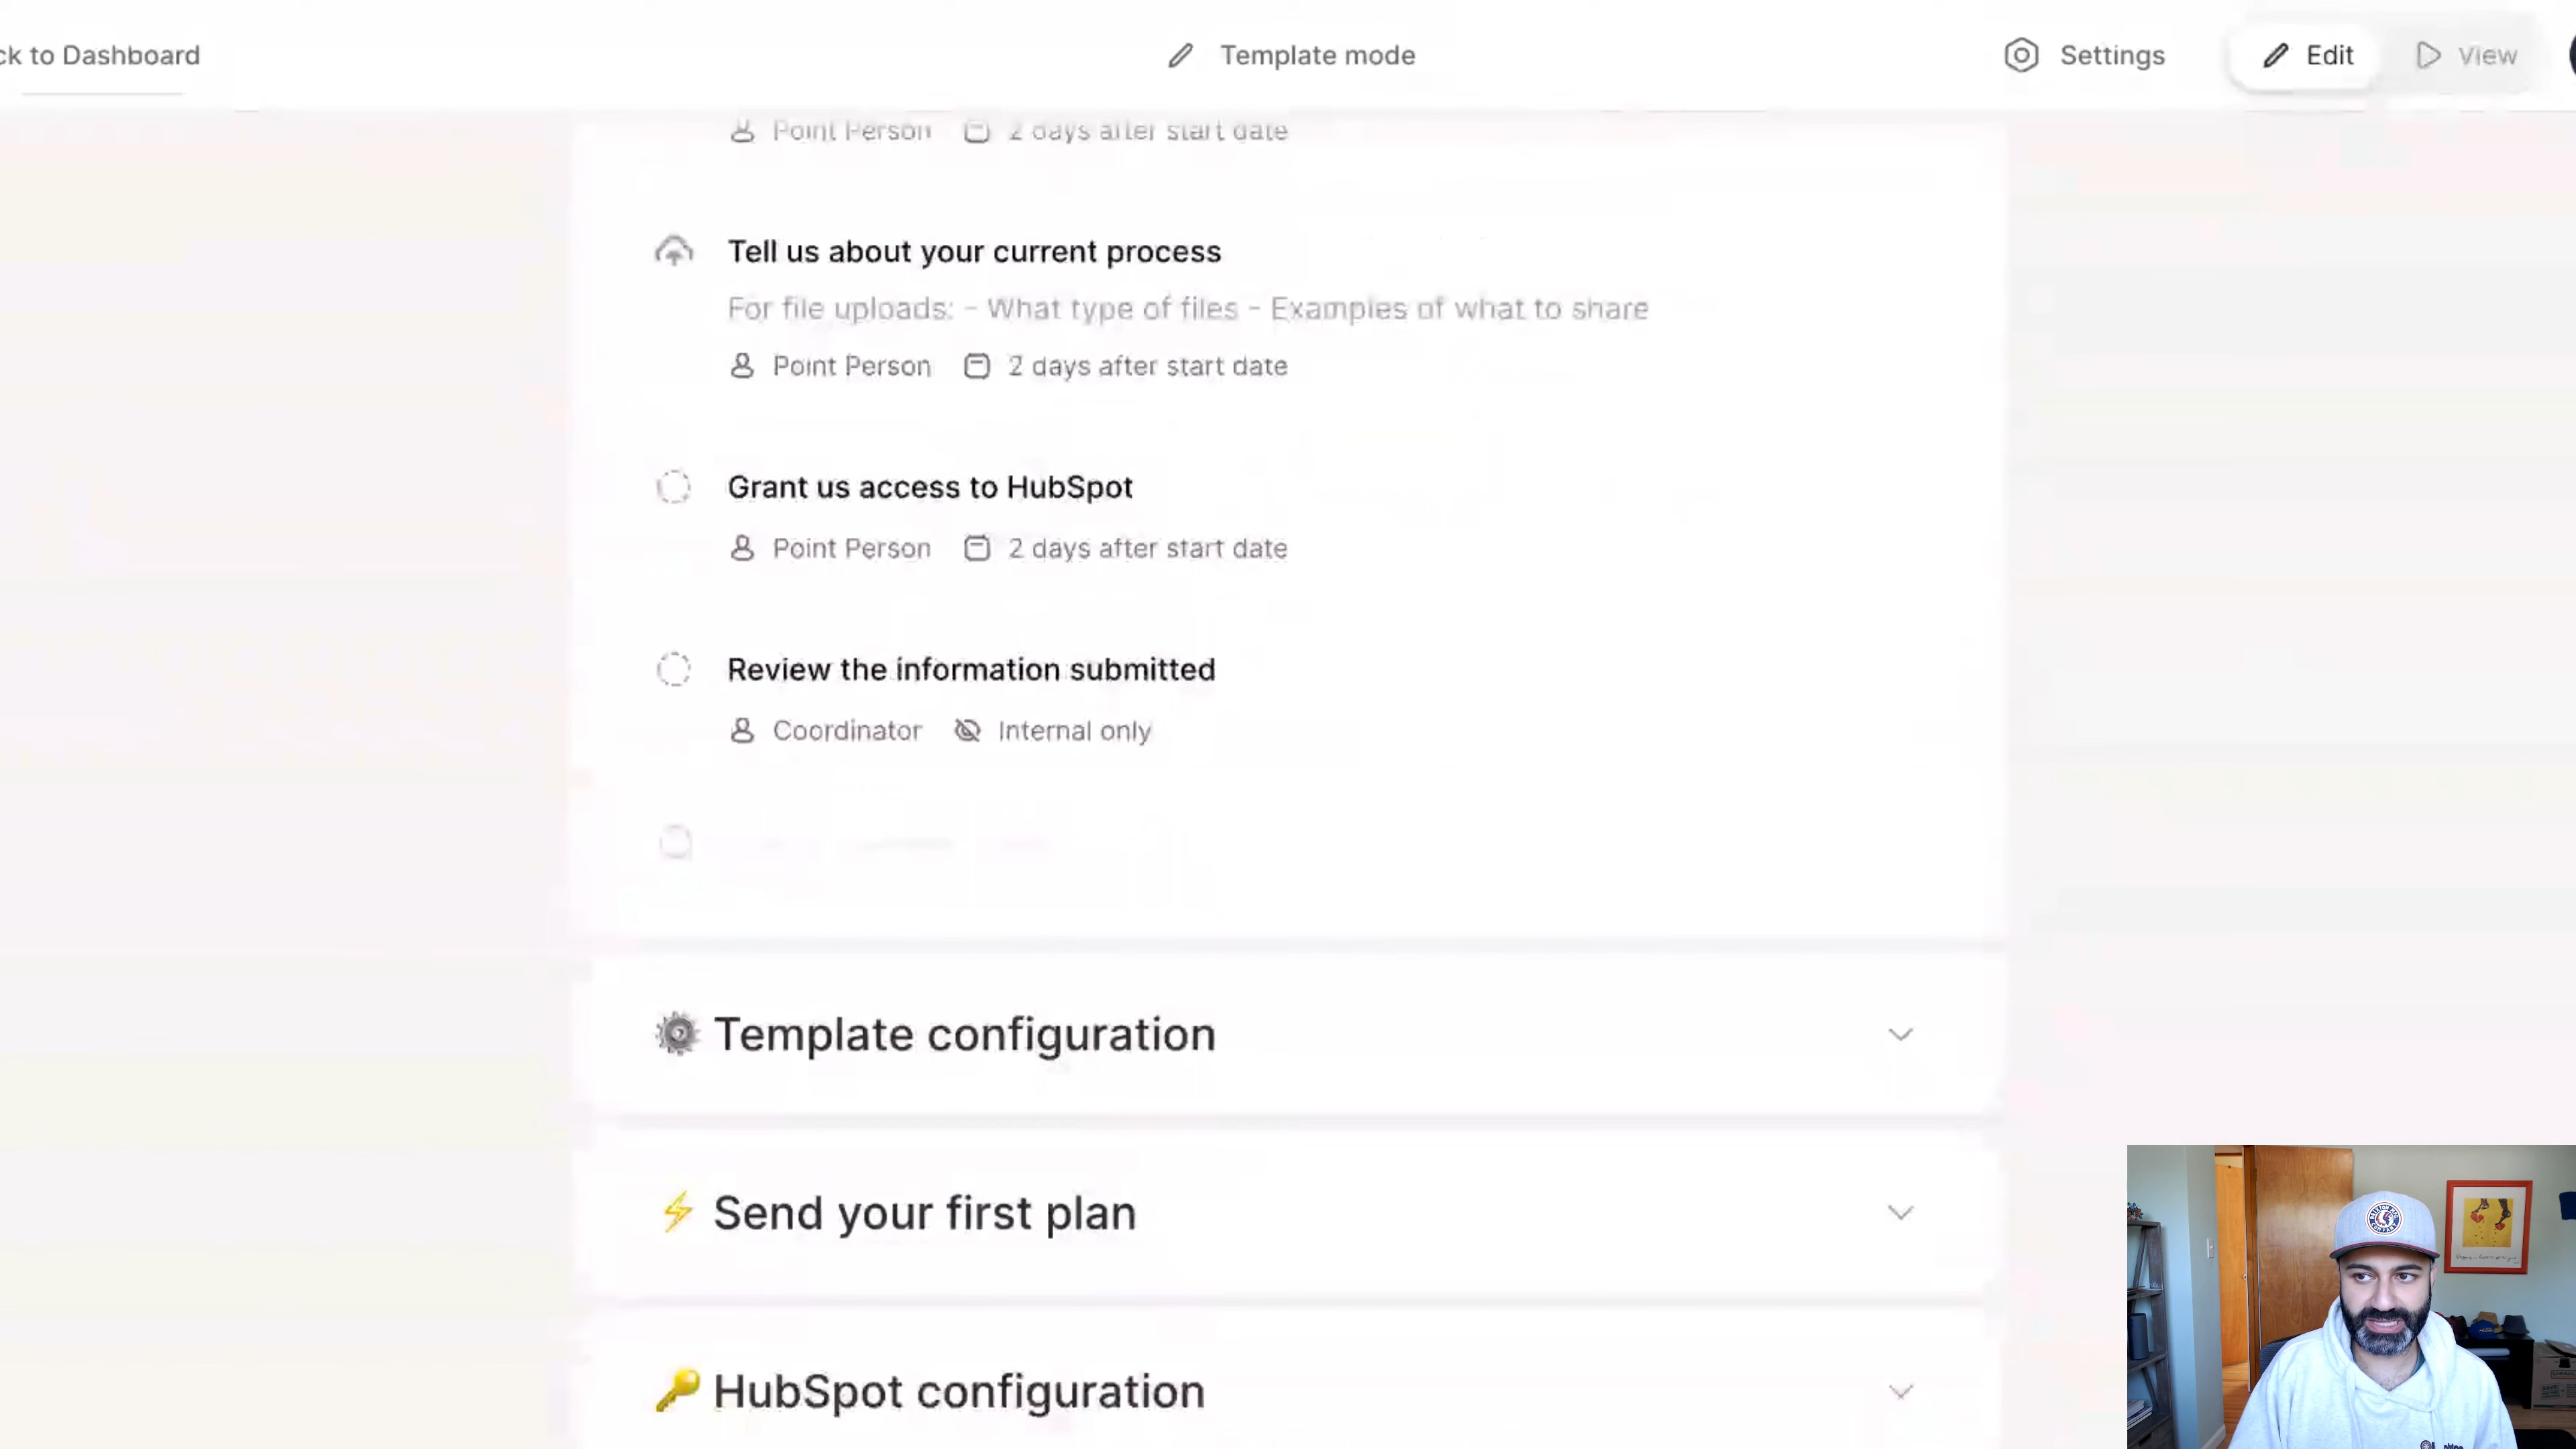 ck to Dashboard
Template mode
Settings
Edit
View
Point Person 2 days after start date
Tell us about your current process
For file uploads: - What type of files - Examples of what to share
Point Person 2 days after start date
Grant us access to HubSpot
Point Person 2 days after start date
Review the information submitted
Coordinator Internal only
Template configuration
Send your first plan
HubSpot configuration